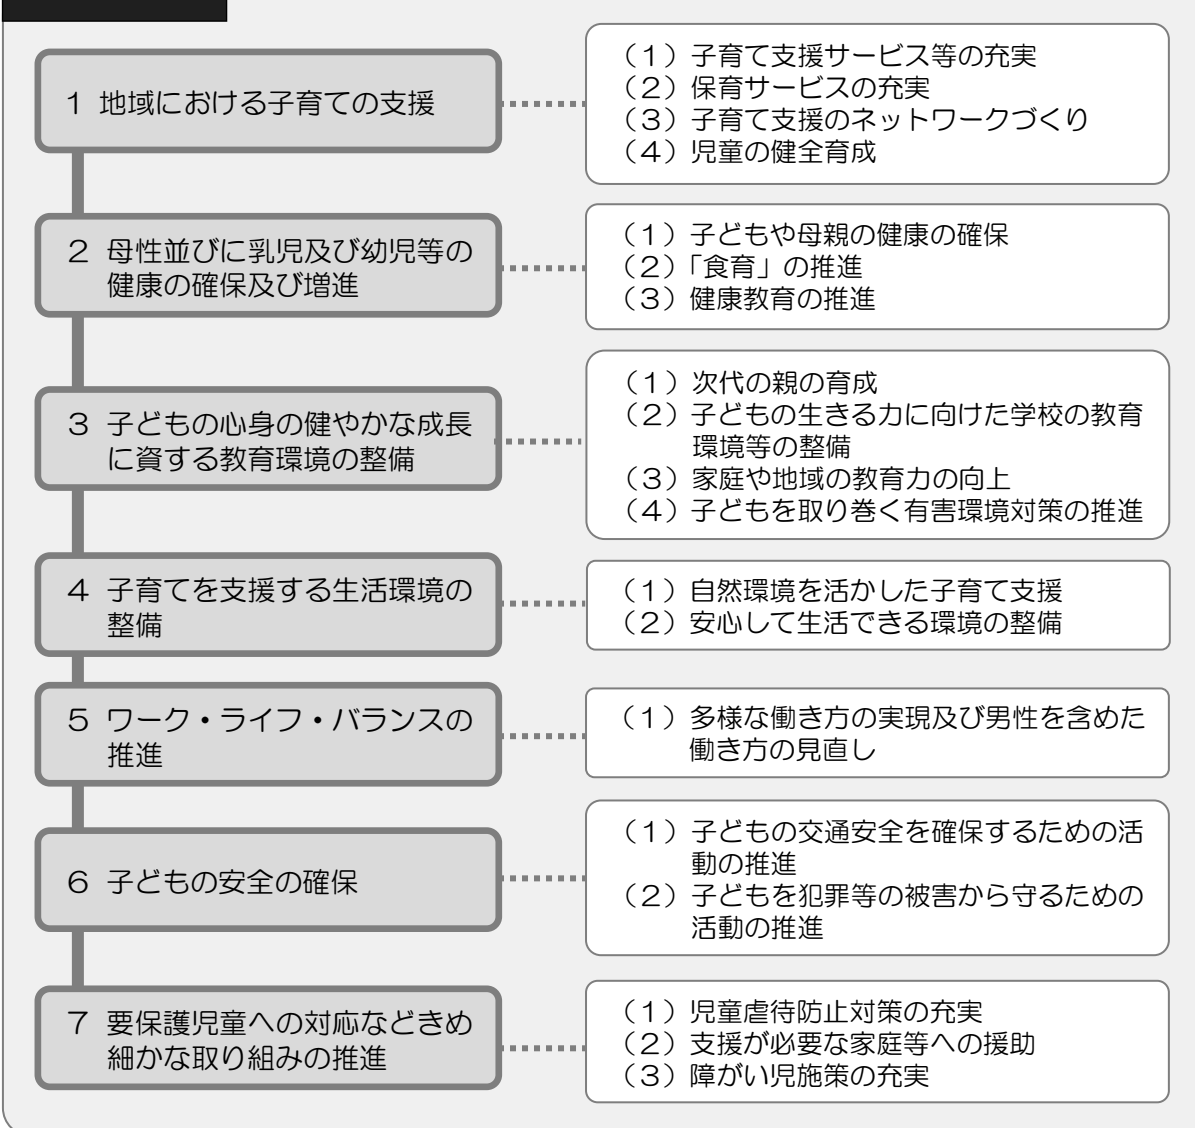 1 地域における子育ての支援
（1）子育て支援サービス等の充実
（2）保育サービスの充実
（3）子育て支援のネットワークづくり
（4）児童の健全育成
2 母性並びに乳児及び幼児等の
健康の確保及び増進
（1）子どもや母親の健康の確保
（2）「食育」の推進
（3）健康教育の推進
3 子どもの心身の健やかな成長
に資する教育環境の整備
（1）次代の親の育成
（2）子どもの生きる力に向けた学校の教育
環境等の整備
（3）家庭や地域の教育力の向上
（4）子どもを取り巻く有害環境対策の推進
4 子育てを支援する生活環境の
整備
（1）自然環境を活かした子育て支援
（2）安心して生活できる環境の整備
5 ワーク・ライフ・バランスの
推進
（1）多様な働き方の実現及び男性を含めた
働き方の見直し
6 子どもの安全の確保
（1）子どもの交通安全を確保するための活
動の推進
（2）子どもを犯罪等の被害から守るための
活動の推進
7 要保護児童への対応などきめ
細かな取り組みの推進
（1）児童虐待防止対策の充実
（2）支援が必要な家庭等への援助
（3）障がい児施策の充実